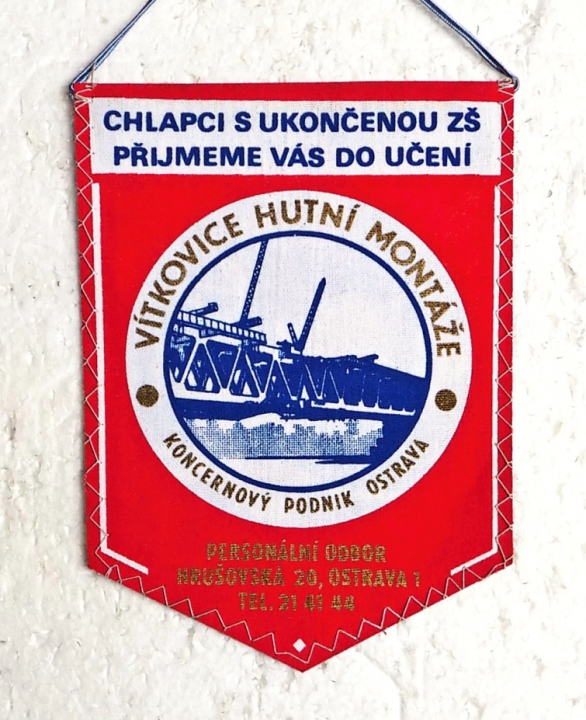 CHLAPCI S UKONČENOU ZŠ
PŘIJMEME VÁS DO UČENÍ
VÍTKOVICE HUTNÍ MONTÁŽE
KONCERNOVÝ PODNIK OSTRAVA
PERSONÁLNÍ ODBOR
HRUŠOVSKÁ 20, OSTRAVA 1
TEL. 21 41 44